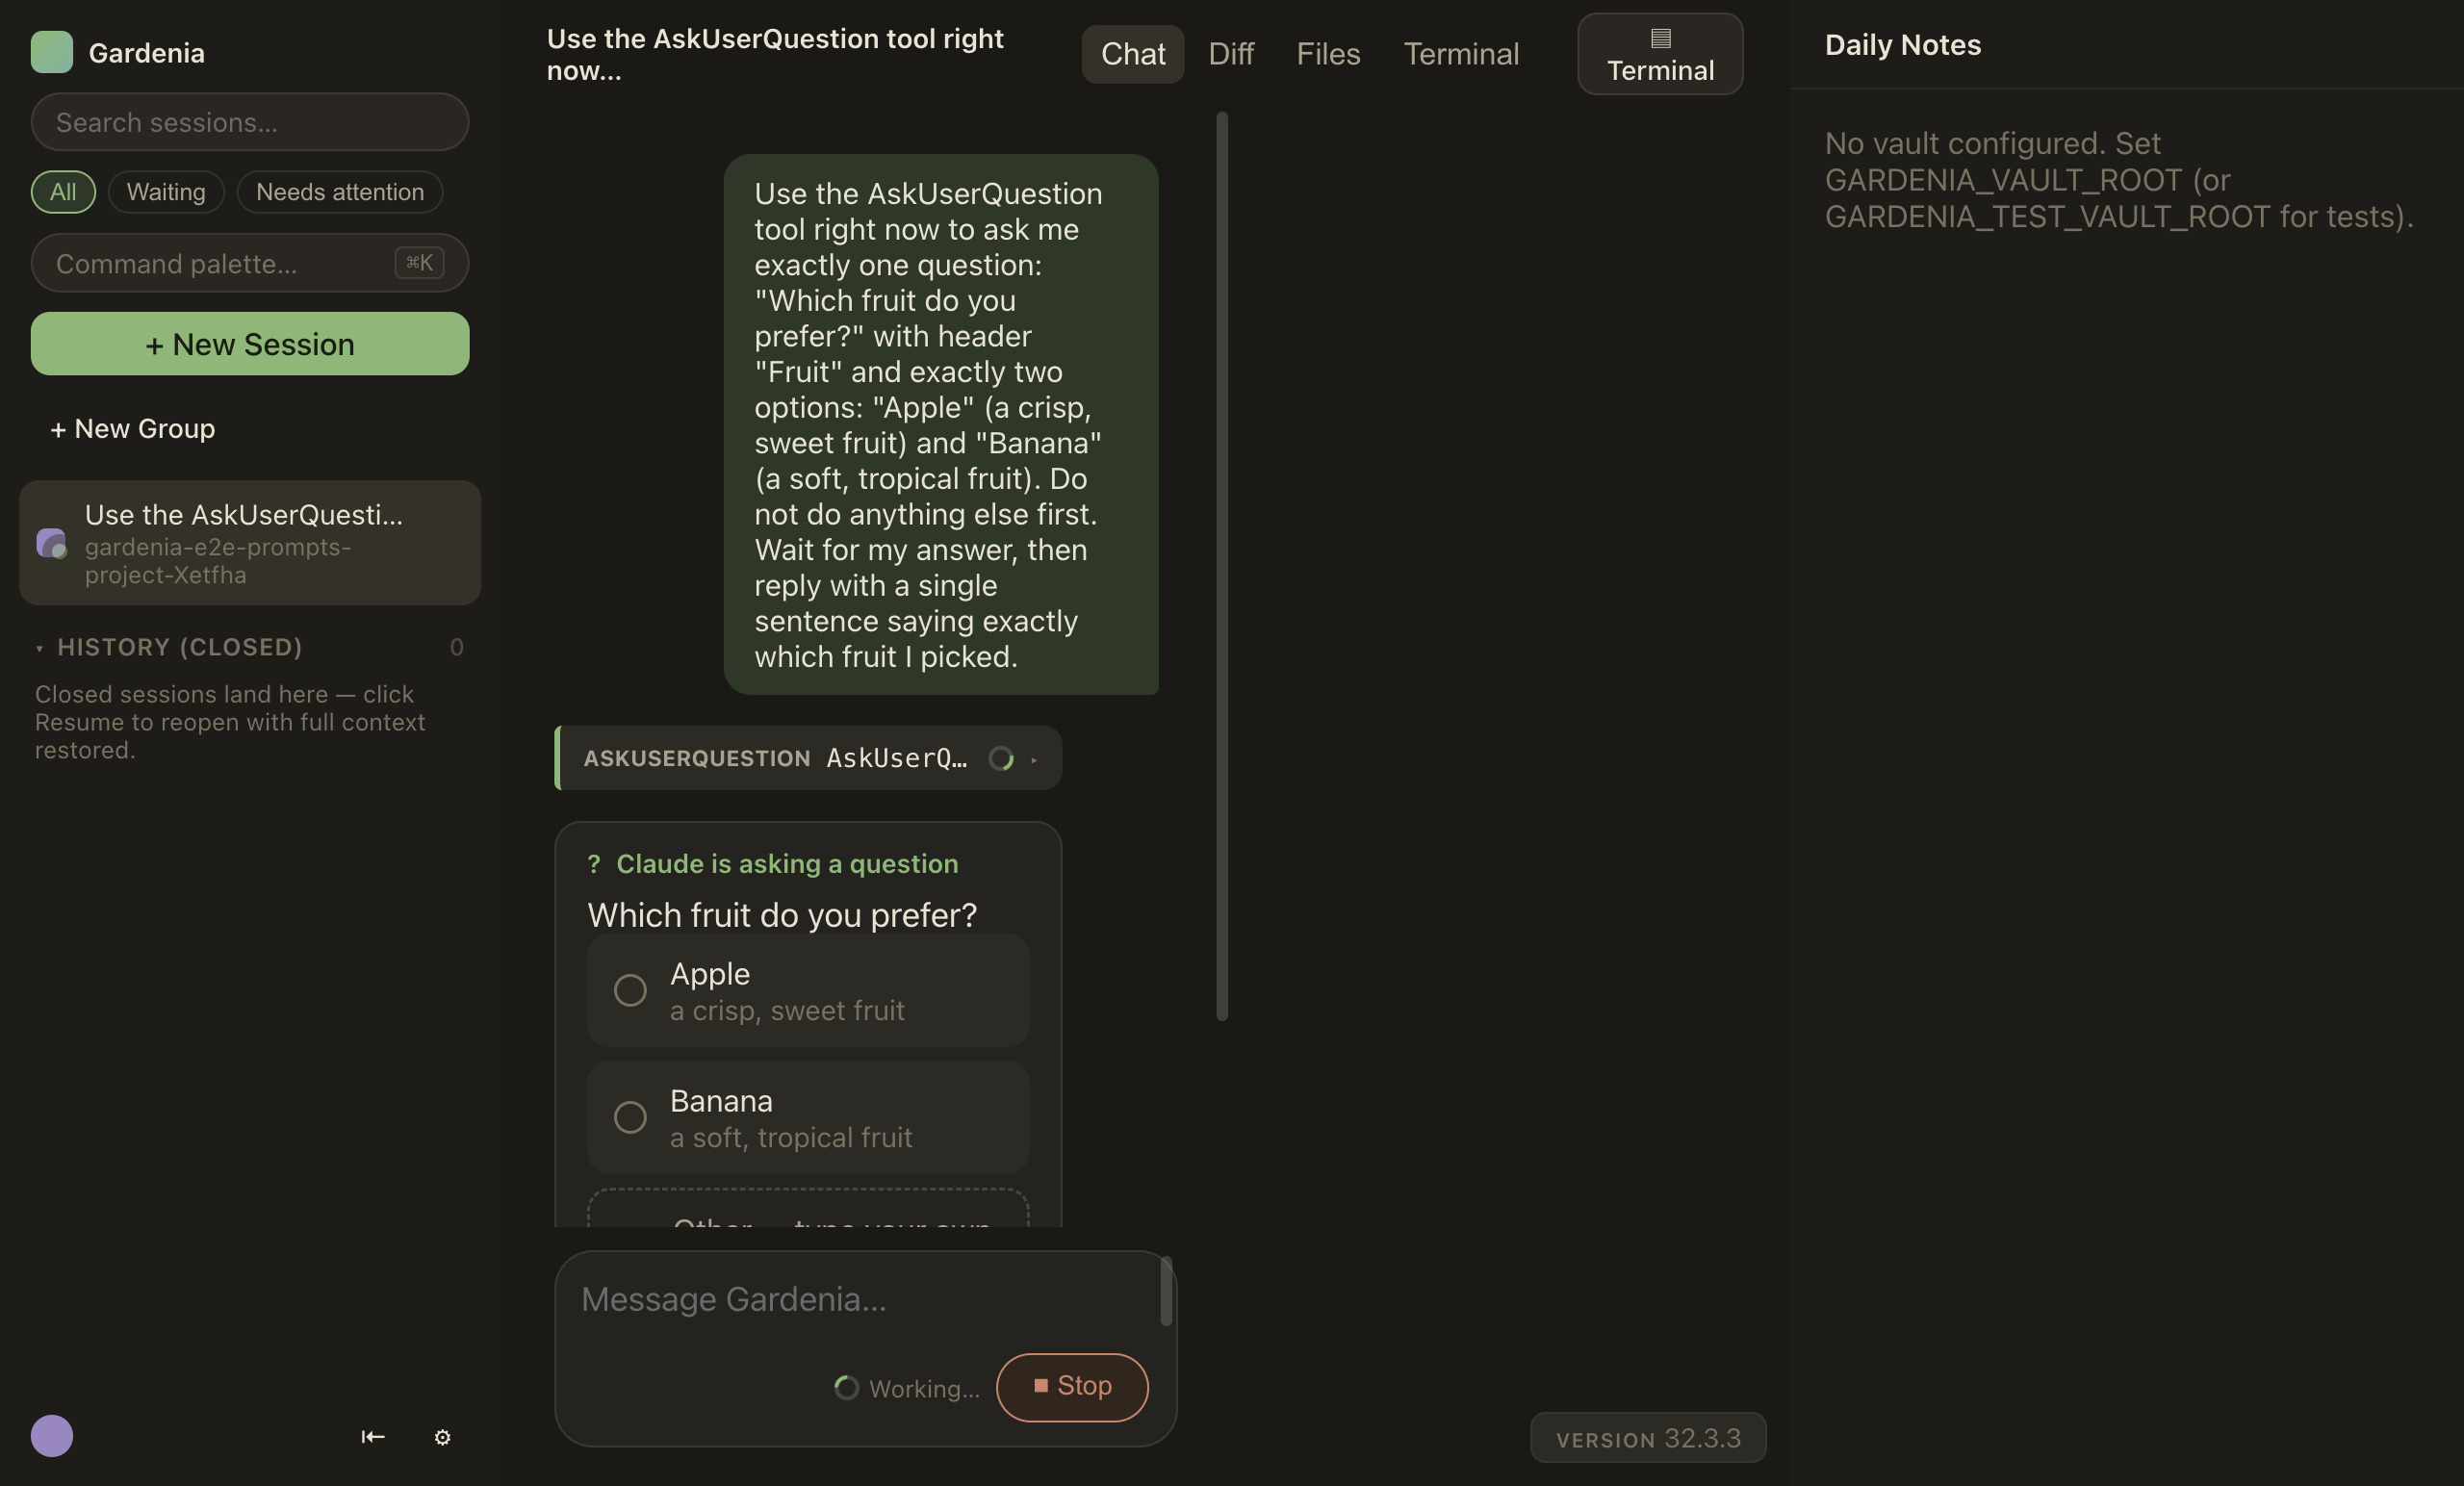 Gardenia
Search sessions...
All
Waiting
Needs attention
Command palette...
⌘K
+ New Session
+ New Group
Use the AskUserQuesti...
gardenia-e2e-prompts-
project-Xetfha
HISTORY (CLOSED)
0
Closed sessions land here — click
Resume to reopen with full context
restored.
Use the AskUserQuestion tool right
now...
Chat
Diff
Files
Terminal
Terminal
Use the AskUserQuestion
tool right now to ask me
exactly one question:
"Which fruit do you
prefer?" with header
"Fruit" and exactly two
options: "Apple" (a crisp,
sweet fruit) and "Banana"
(a soft, tropical fruit). Do
not do anything else first.
Wait for my answer, then
reply with a single
sentence saying exactly
which fruit I picked.
ASKUSERQUESTION AskUserQ...
? Claude is asking a question
Which fruit do you prefer?
Apple
a crisp, sweet fruit
Banana
a soft, tropical fruit
Other... type your own
Message Gardenia...
Working...
Stop
VERSION 32.3.3
Daily Notes
No vault configured. Set
GARDENIA_VAULT_ROOT (or
GARDENIA_TEST_VAULT_ROOT for tests).